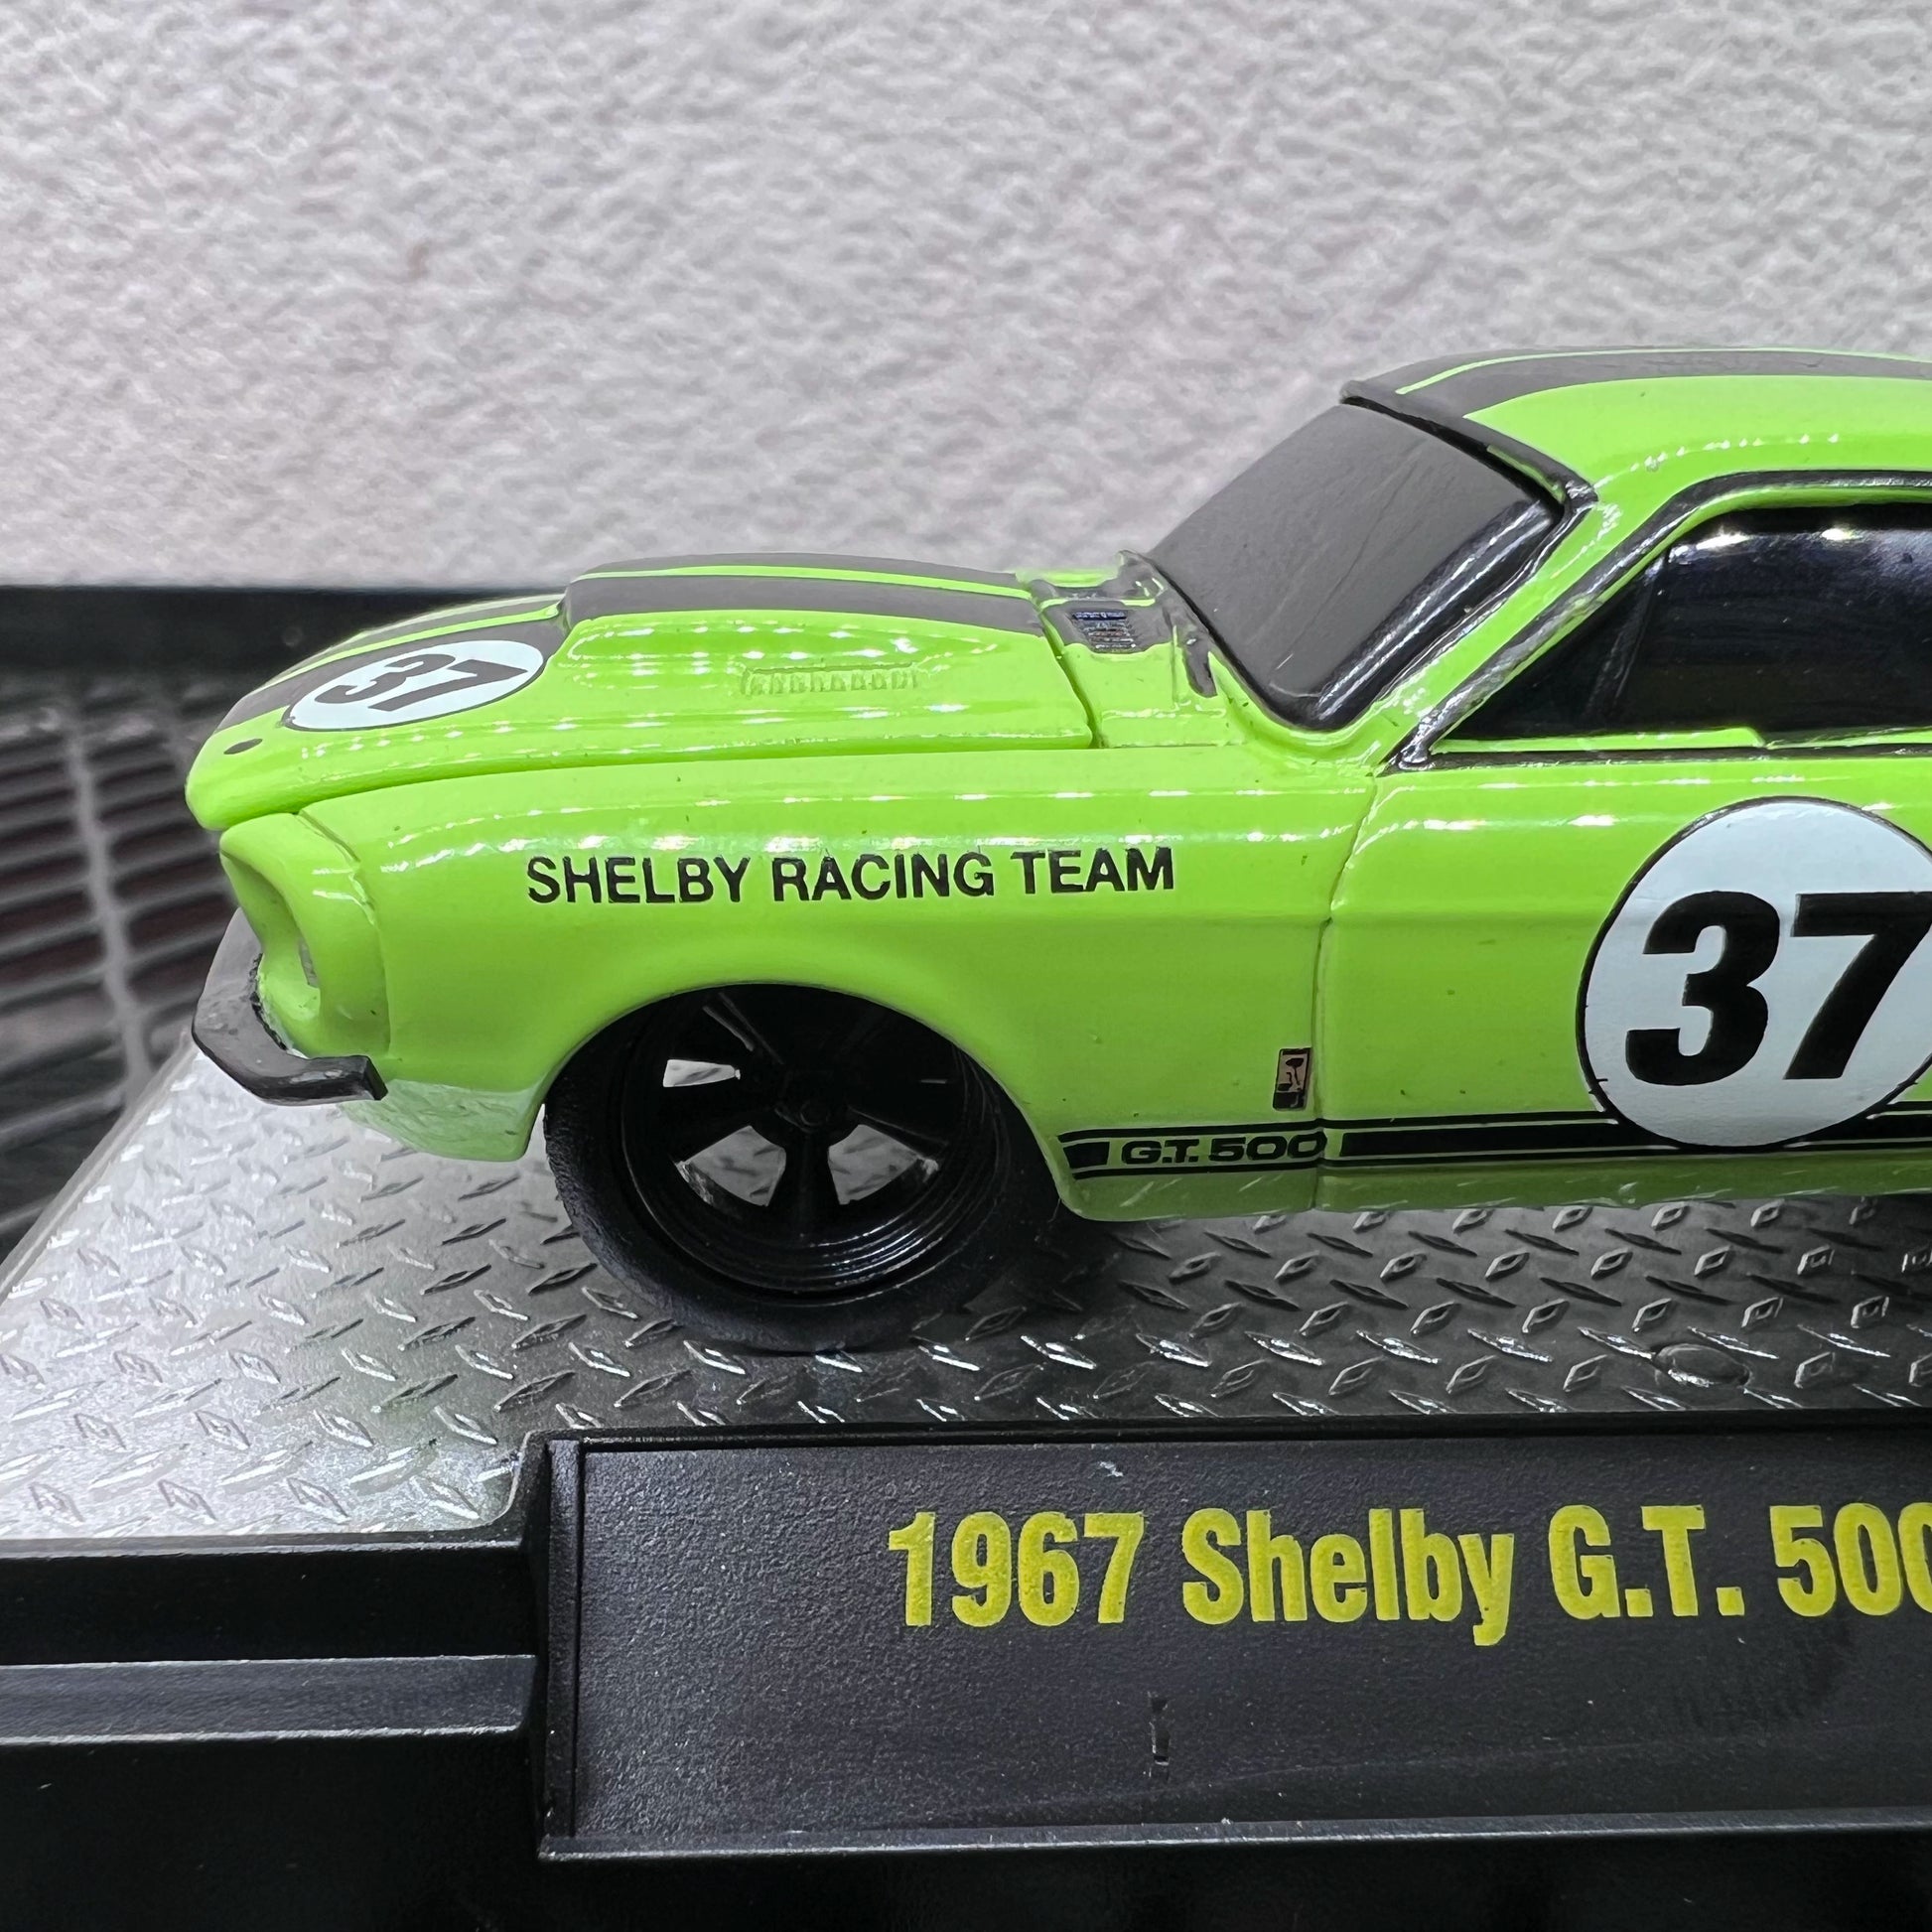 37
SHELBY RACING TEAM
37
G.T. 500
1967 Shelby G.T. 500